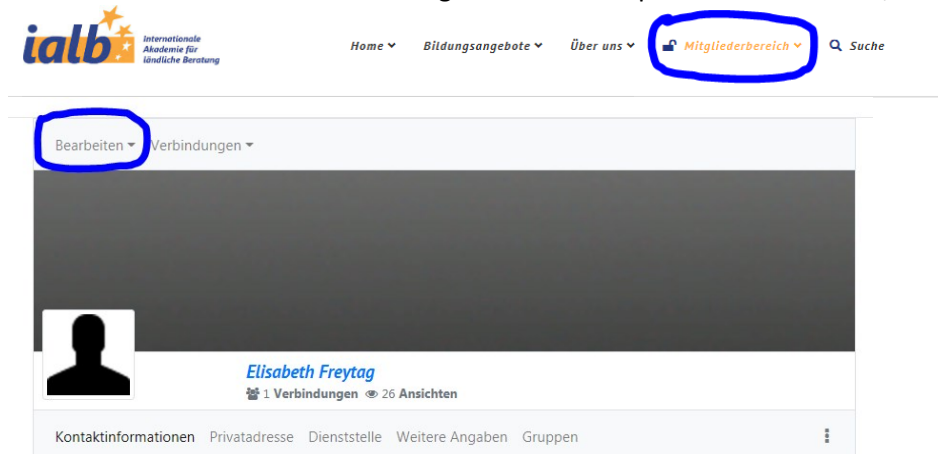 ialb
Internationale
Akademie für
ländliche Beratung
Home Bildungsangebote Über uns Mitgliederbereich Suche
Bearbeiten Verbindungen
Elisabeth Freytag
1 Verbindungen 26 Ansichten
Kontaktinformationen Privatadresse Dienststelle Weitere Angaben Gruppen